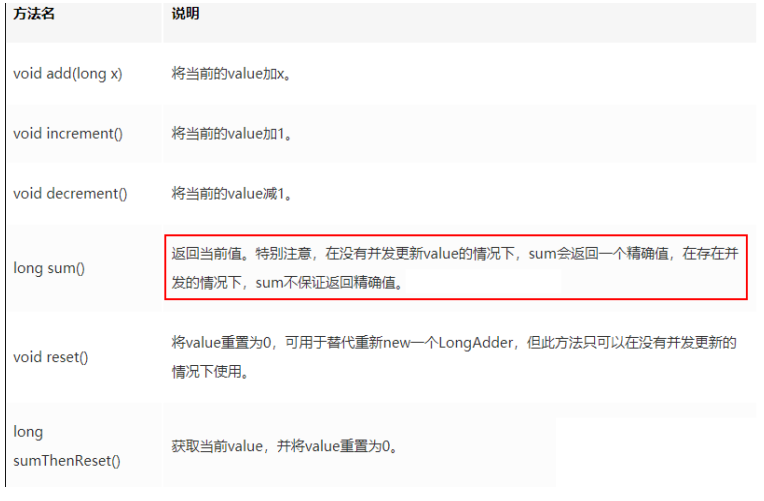 方法名 说明
void add(long x) 将当前的value加x。
void increment() 将当前的value加1。
void decrement() 将当前的value减1。
long sum() 返回当前值。特别注意，在没有并发更新value的情况下，sum会返回一个精确值，在存在并
发的情况下，sum不保证返回精确值。
void reset() 将value重置为0，可用于替代重新new一个LongAdder，但此方法只可以在没有并发更新的
情况下使用。
long
sumThenReset() 获取当前value，并将value重置为0。